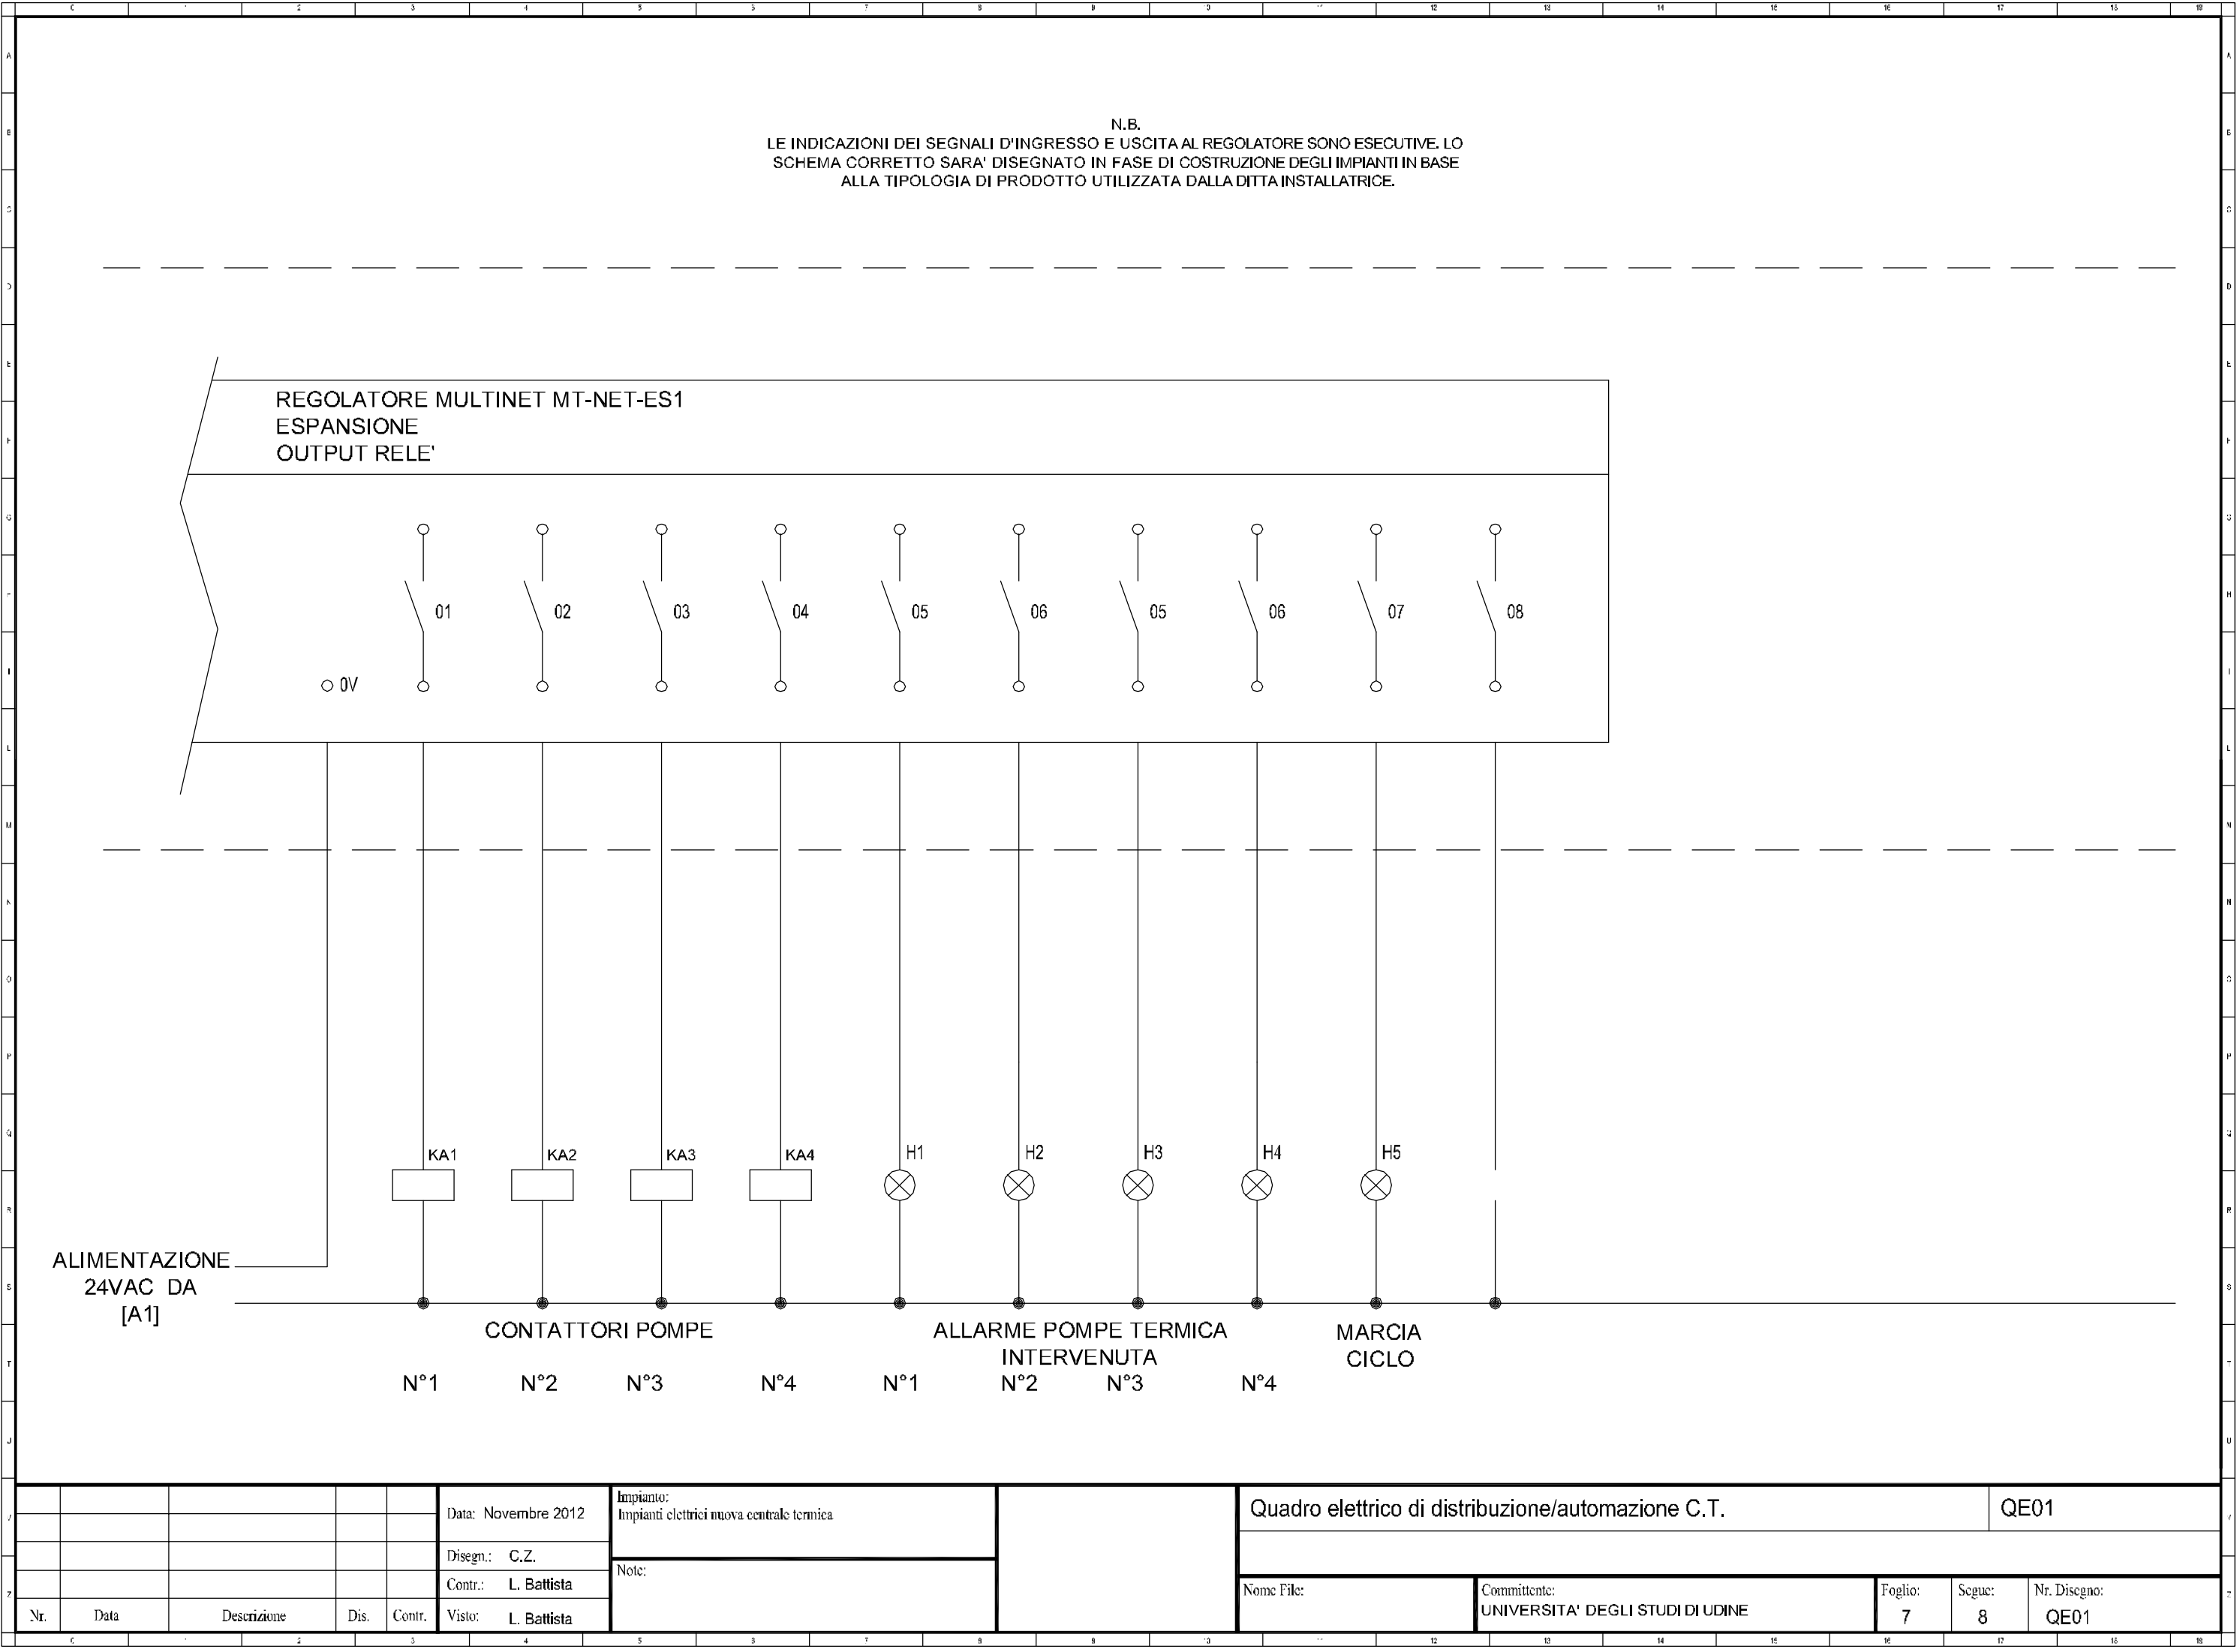 N.B.
LE INDICAZIONI DEI SEGNALI D'INGRESSO E USCITA AL REGOLATORE SONO ESECUTIVE. LO
SCHEMA CORRETTO SARA' DISEGNATO IN FASE DI COSTRUZIONE DEGLI IMPIANTI IN BASE
ALLA TIPOLOGIA DI PRODOTTO UTILIZZATA DALLA DITTA INSTALLATRICE.
REGOLATORE MULTINET MT-NET-ES1
ESPANSIONE
OUTPUT RELE'
01 02 03 04 05 06 05 06 07 08
0V
KA1 KA2 KA3 KA4 H1 H2 H3 H4 H5
ALIMENTAZIONE
24VAC DA
[A1]
CONTATTORI POMPE
N°1 N°2 N°3 N°4
ALLARME POMPE TERMICA
INTERVENUTA
N°1 N°2 N°3 N°4
MARCIA
CICLO
Nr. Data Descrizione Dis. Contr.
Data: Novembre 2012
Disegn.: C.Z.
Contr.: L. Battista
Visto: L. Battista
Impianto:
Impianti elettrici nuova centrale termica
Note:
Quadro elettrico di distribuzione/automazione C.T.
QE01
Nome File:
Committente:
UNIVERSITA' DEGLI STUDI DI UDINE
Foglio:
7
Segue:
8
Nr. Disegno:
QE01